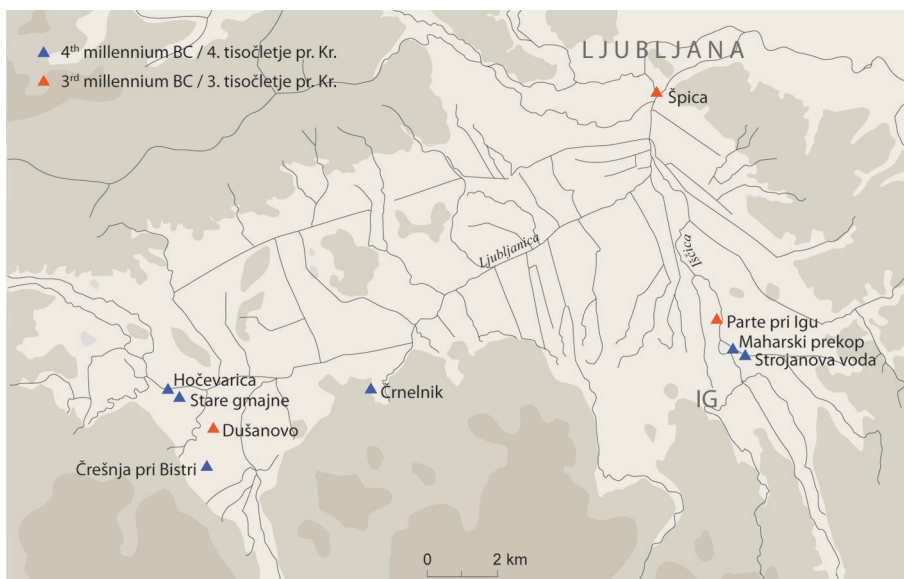 4th millennium BC / 4. tisočletje pr. Kr.
3rd millennium BC / 3. tisočletje pr. Kr.
LJUBLJANA
Špica
Ljubljanica
Iščica
Parte pri Igu
Maharski prekop
Strojanova voda
Hočevarica
Stare gmajne
Črnelnik
IG
Dušanovo
Črešnja pri Bistri
0 2 km